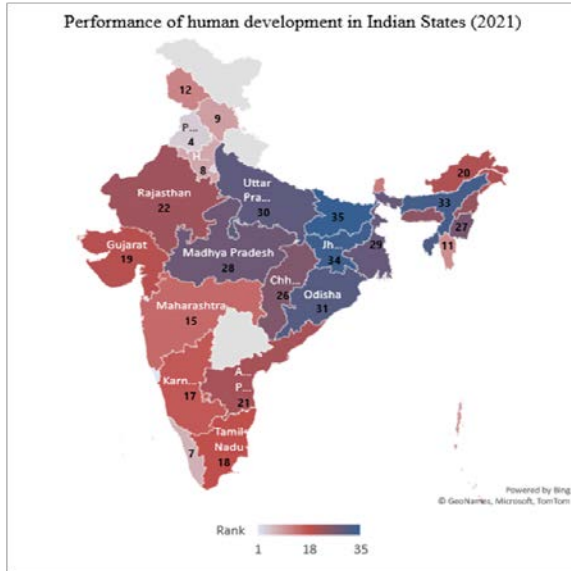 Performance of human development in Indian States (2021)
12
9
P...
4
H...
8
Rajasthan
22
Uttar
Pra...
30
35
20
33
27
11
Gujarat
19
Madhya Pradesh
28
Jh...
34
29
Chh...
26
Odisha
31
Maharashtra
15
Karn...
17
A...
P...
21
Tamil
Nadu
18
7
Powered by Bing
© GeoNames, Microsoft, TomTom
Rank
1 18 35